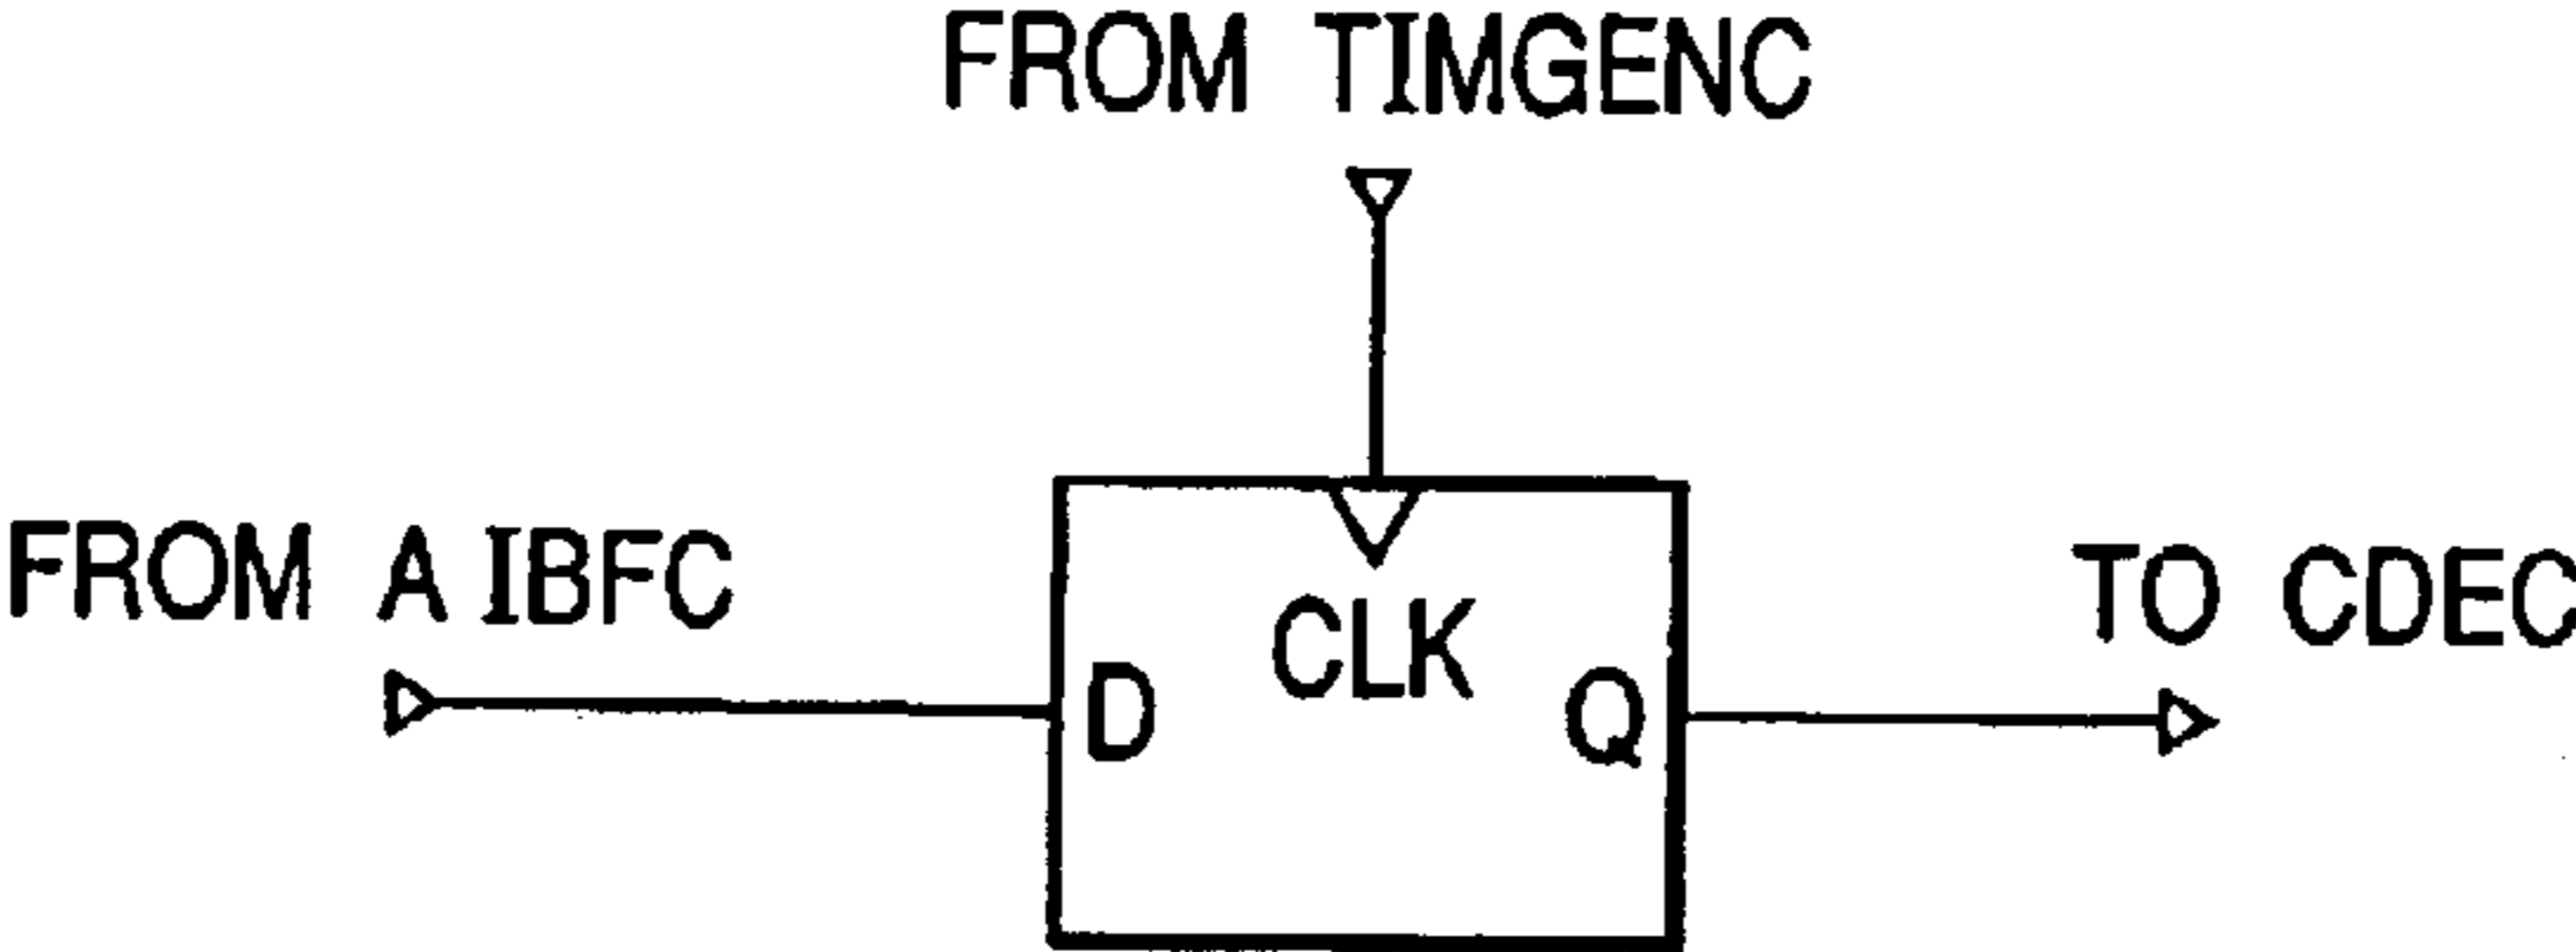 FROM TIMGENC
FROM A IBFC
TO CDEC
CLK
D
Q